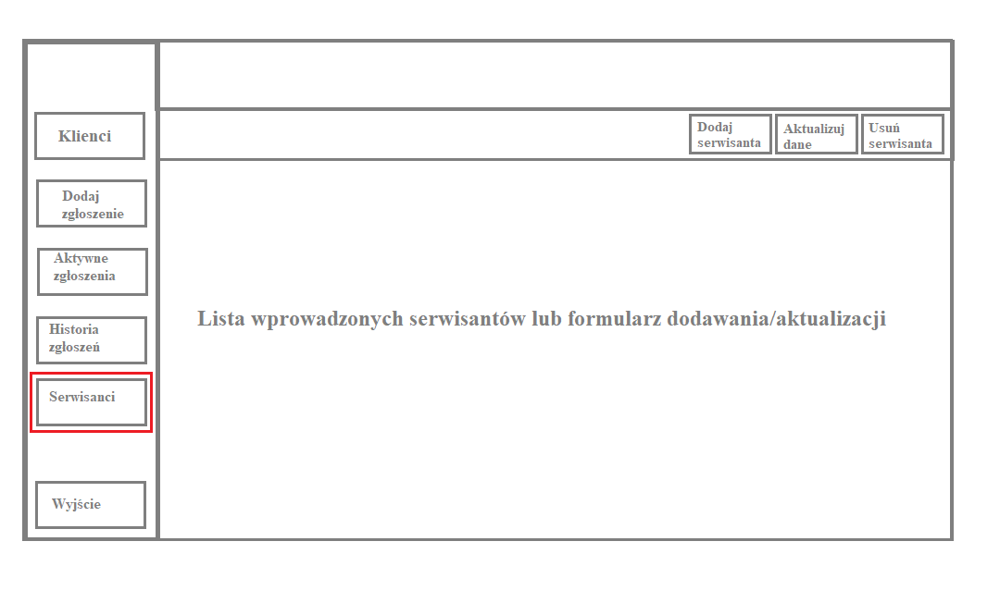 Klienci
Dodaj
serwisanta
Aktualizuj
dane
Usuń
serwisanta
Dodaj
zgłoszenie
Aktywne
zgłoszenia
Historia
zgłoszeń
Serwisanci
Wyjście
Lista wprowadzonych serwisantów lub formularz dodawania/aktualizacji